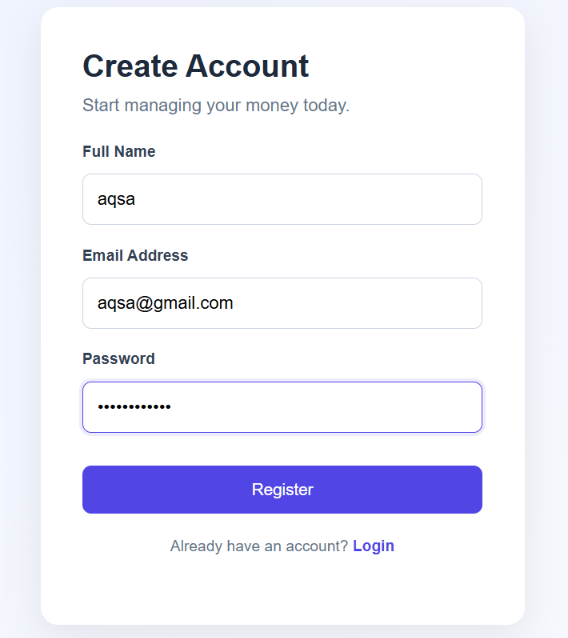 Create Account
Start managing your money today.
Full Name
aqsa
Email Address
aqsa@gmail.com
Password
••••••••••••
Register
Already have an account? Login